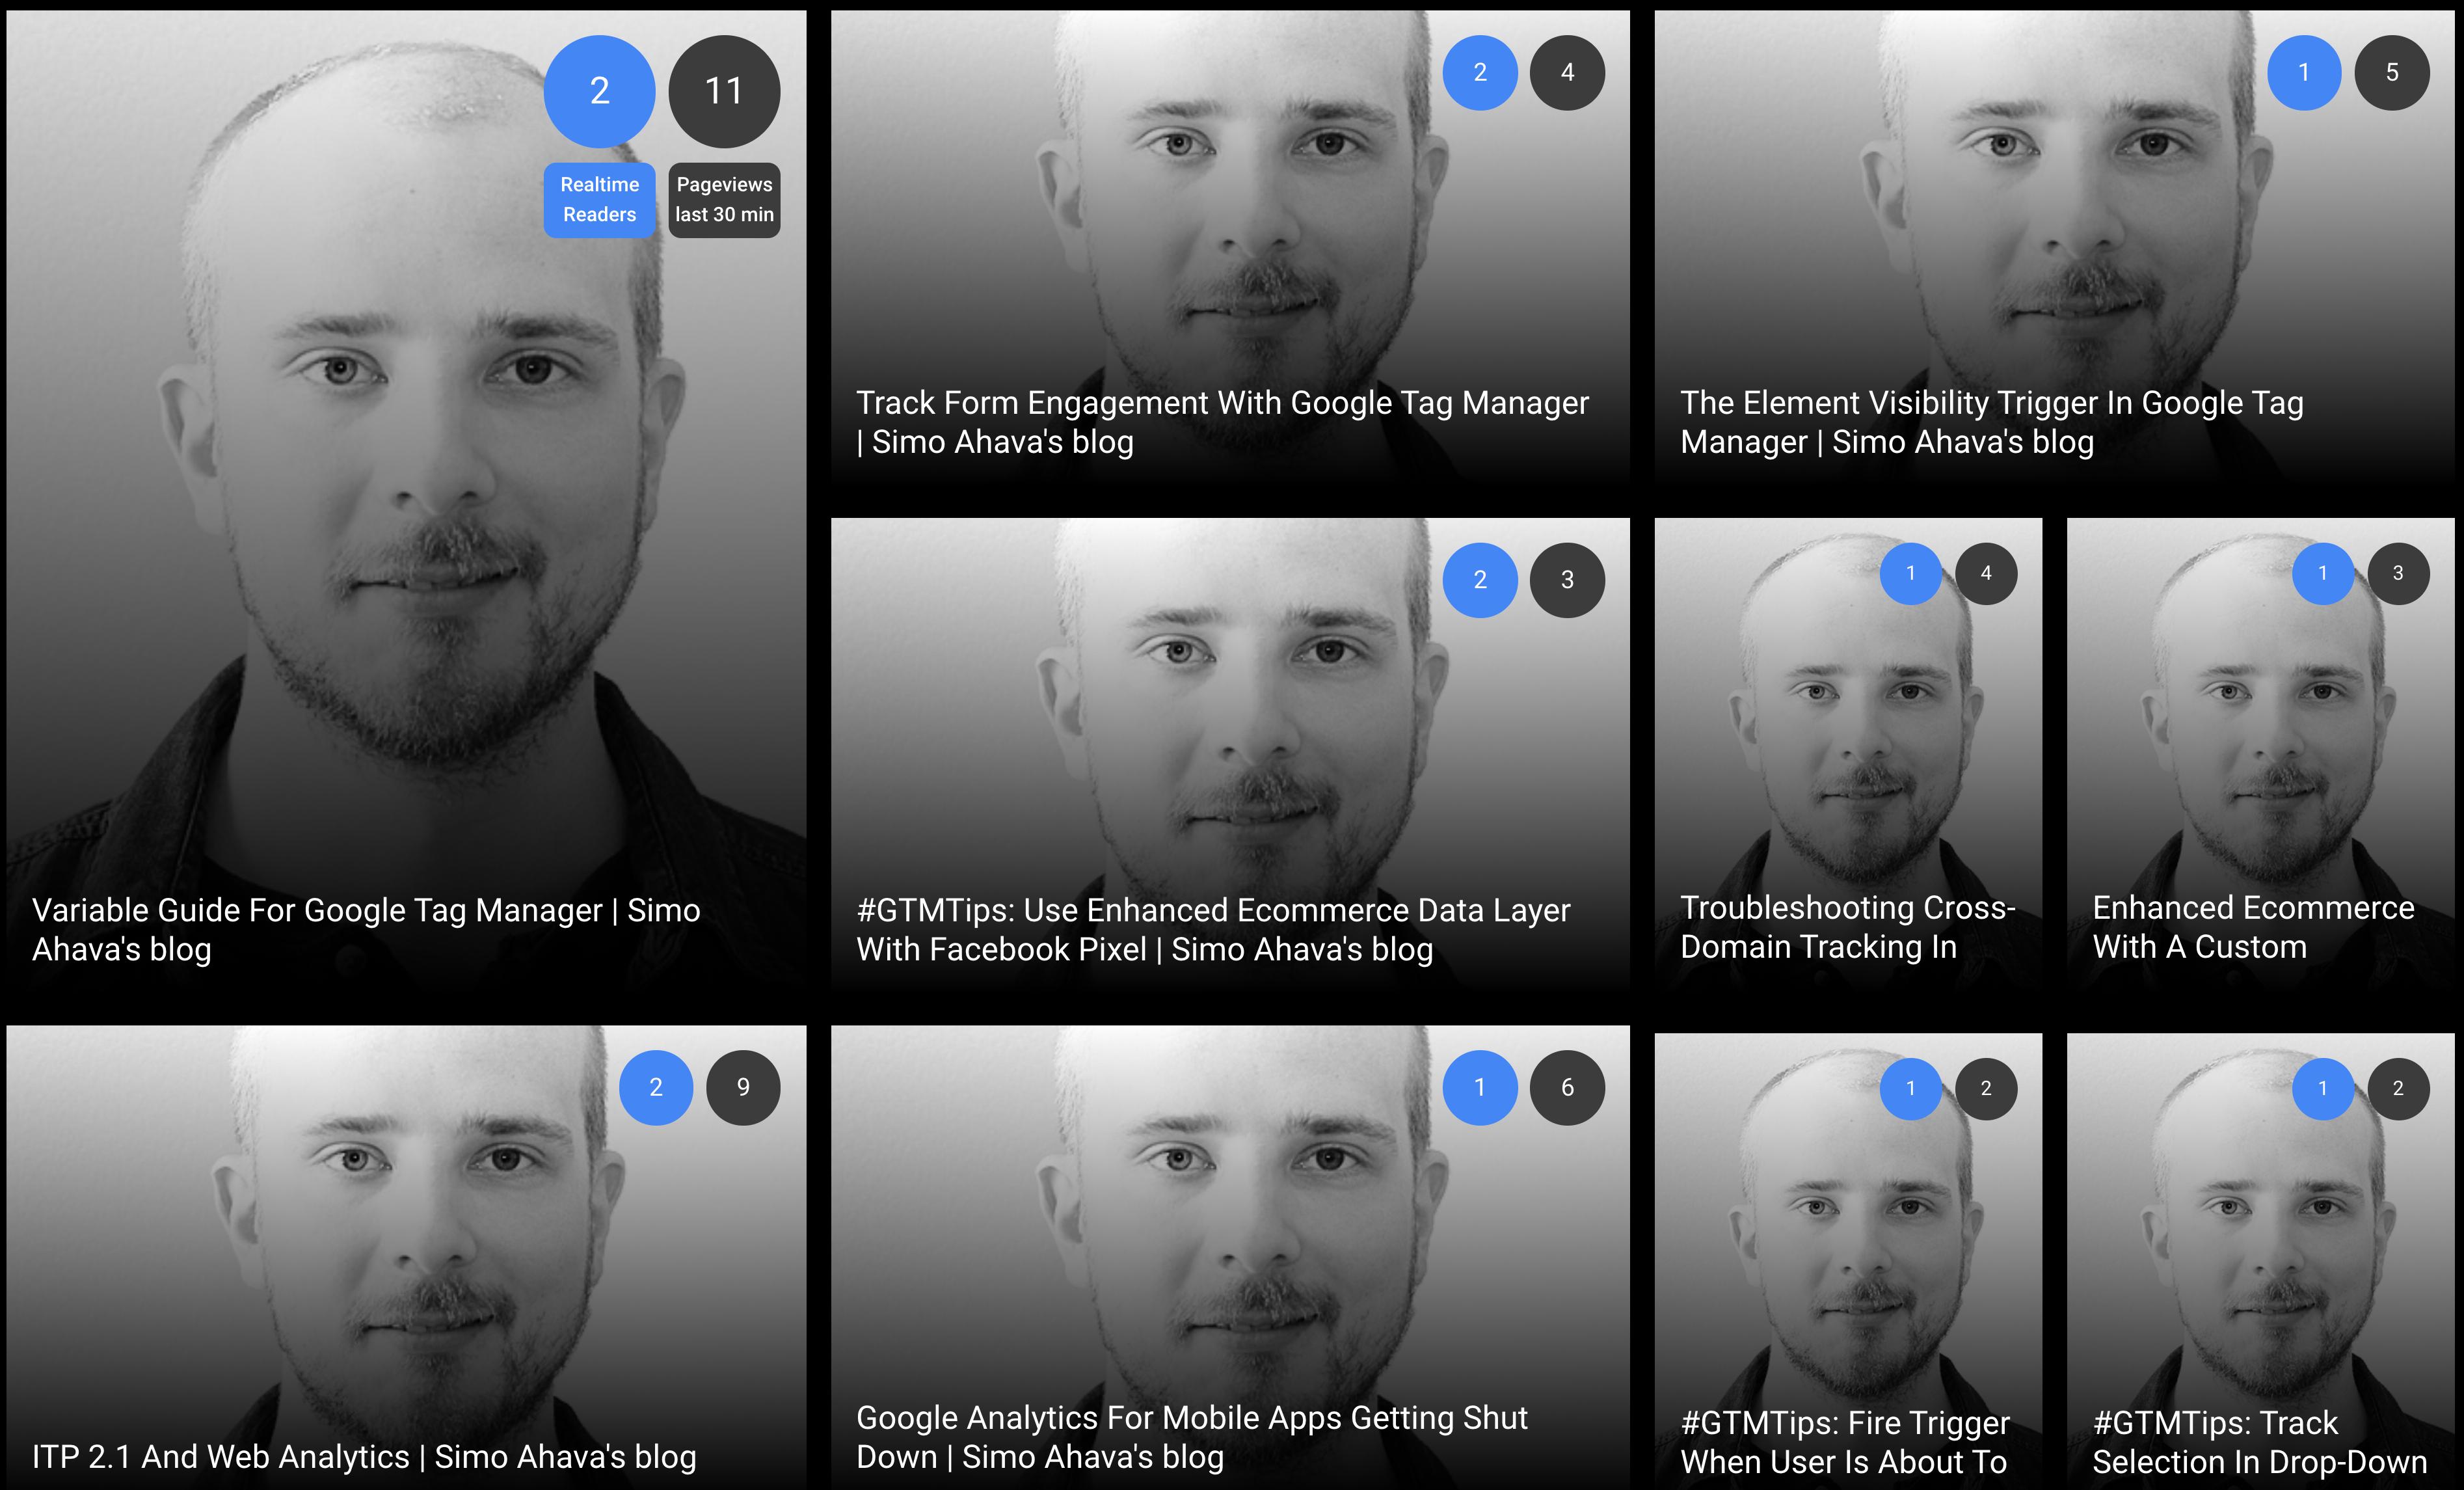 2
11
Realtime
Readers
Pageviews
last 30 min
Variable Guide For Google Tag Manager | Simo
Ahava's blog
2
4
Track Form Engagement With Google Tag Manager
| Simo Ahava's blog
1
5
The Element Visibility Trigger In Google Tag
Manager | Simo Ahava's blog
2
3
#GTMTips: Use Enhanced Ecommerce Data Layer
With Facebook Pixel | Simo Ahava's blog
1
4
Troubleshooting Cross-
Domain Tracking In
1
3
Enhanced Ecommerce
With A Custom
2
9
ITP 2.1 And Web Analytics | Simo Ahava's blog
1
6
Google Analytics For Mobile Apps Getting Shut
Down | Simo Ahava's blog
1
2
#GTMTips: Fire Trigger
When User Is About To
1
2
#GTMTips: Track
Selection In Drop-Down